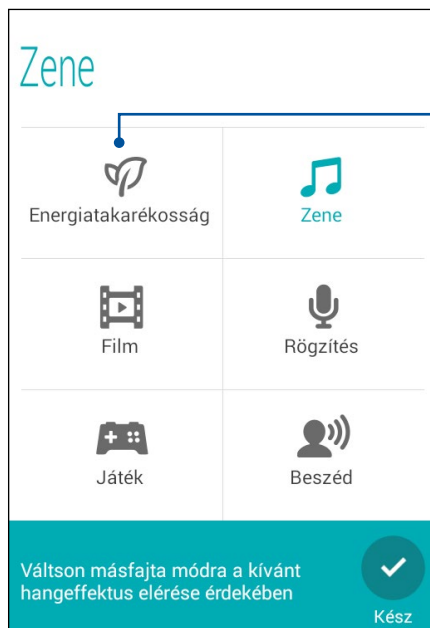 Zene
Energiatakarékosság
Zene
Film
Rögzítés
Játék
Beszéd
Váltson másfajta módra a kívánt
hangeffektus elérése érdekében
Kész